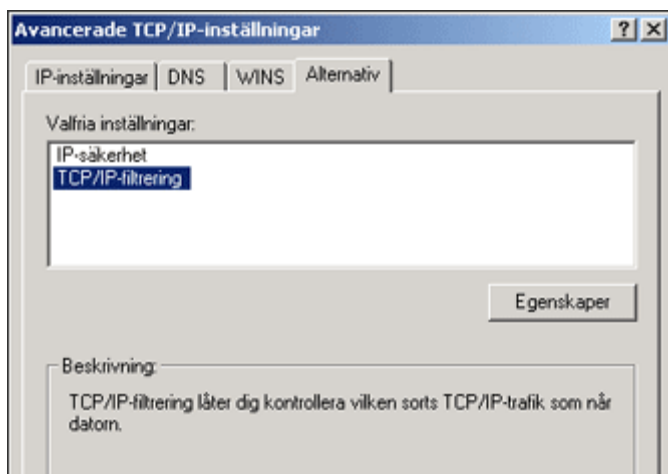 Avancerade TCP/IP-inställningar
IP-inställningar DNS WINS Alternativ
Valfria inställningar:
IP-säkerhet
TCP/IP-filtrering
Egenskaper
Beskrivning:
TCP/IP-filtrering låter dig kontrollera vilken sorts TCP/IP-trafik som når
datorn.